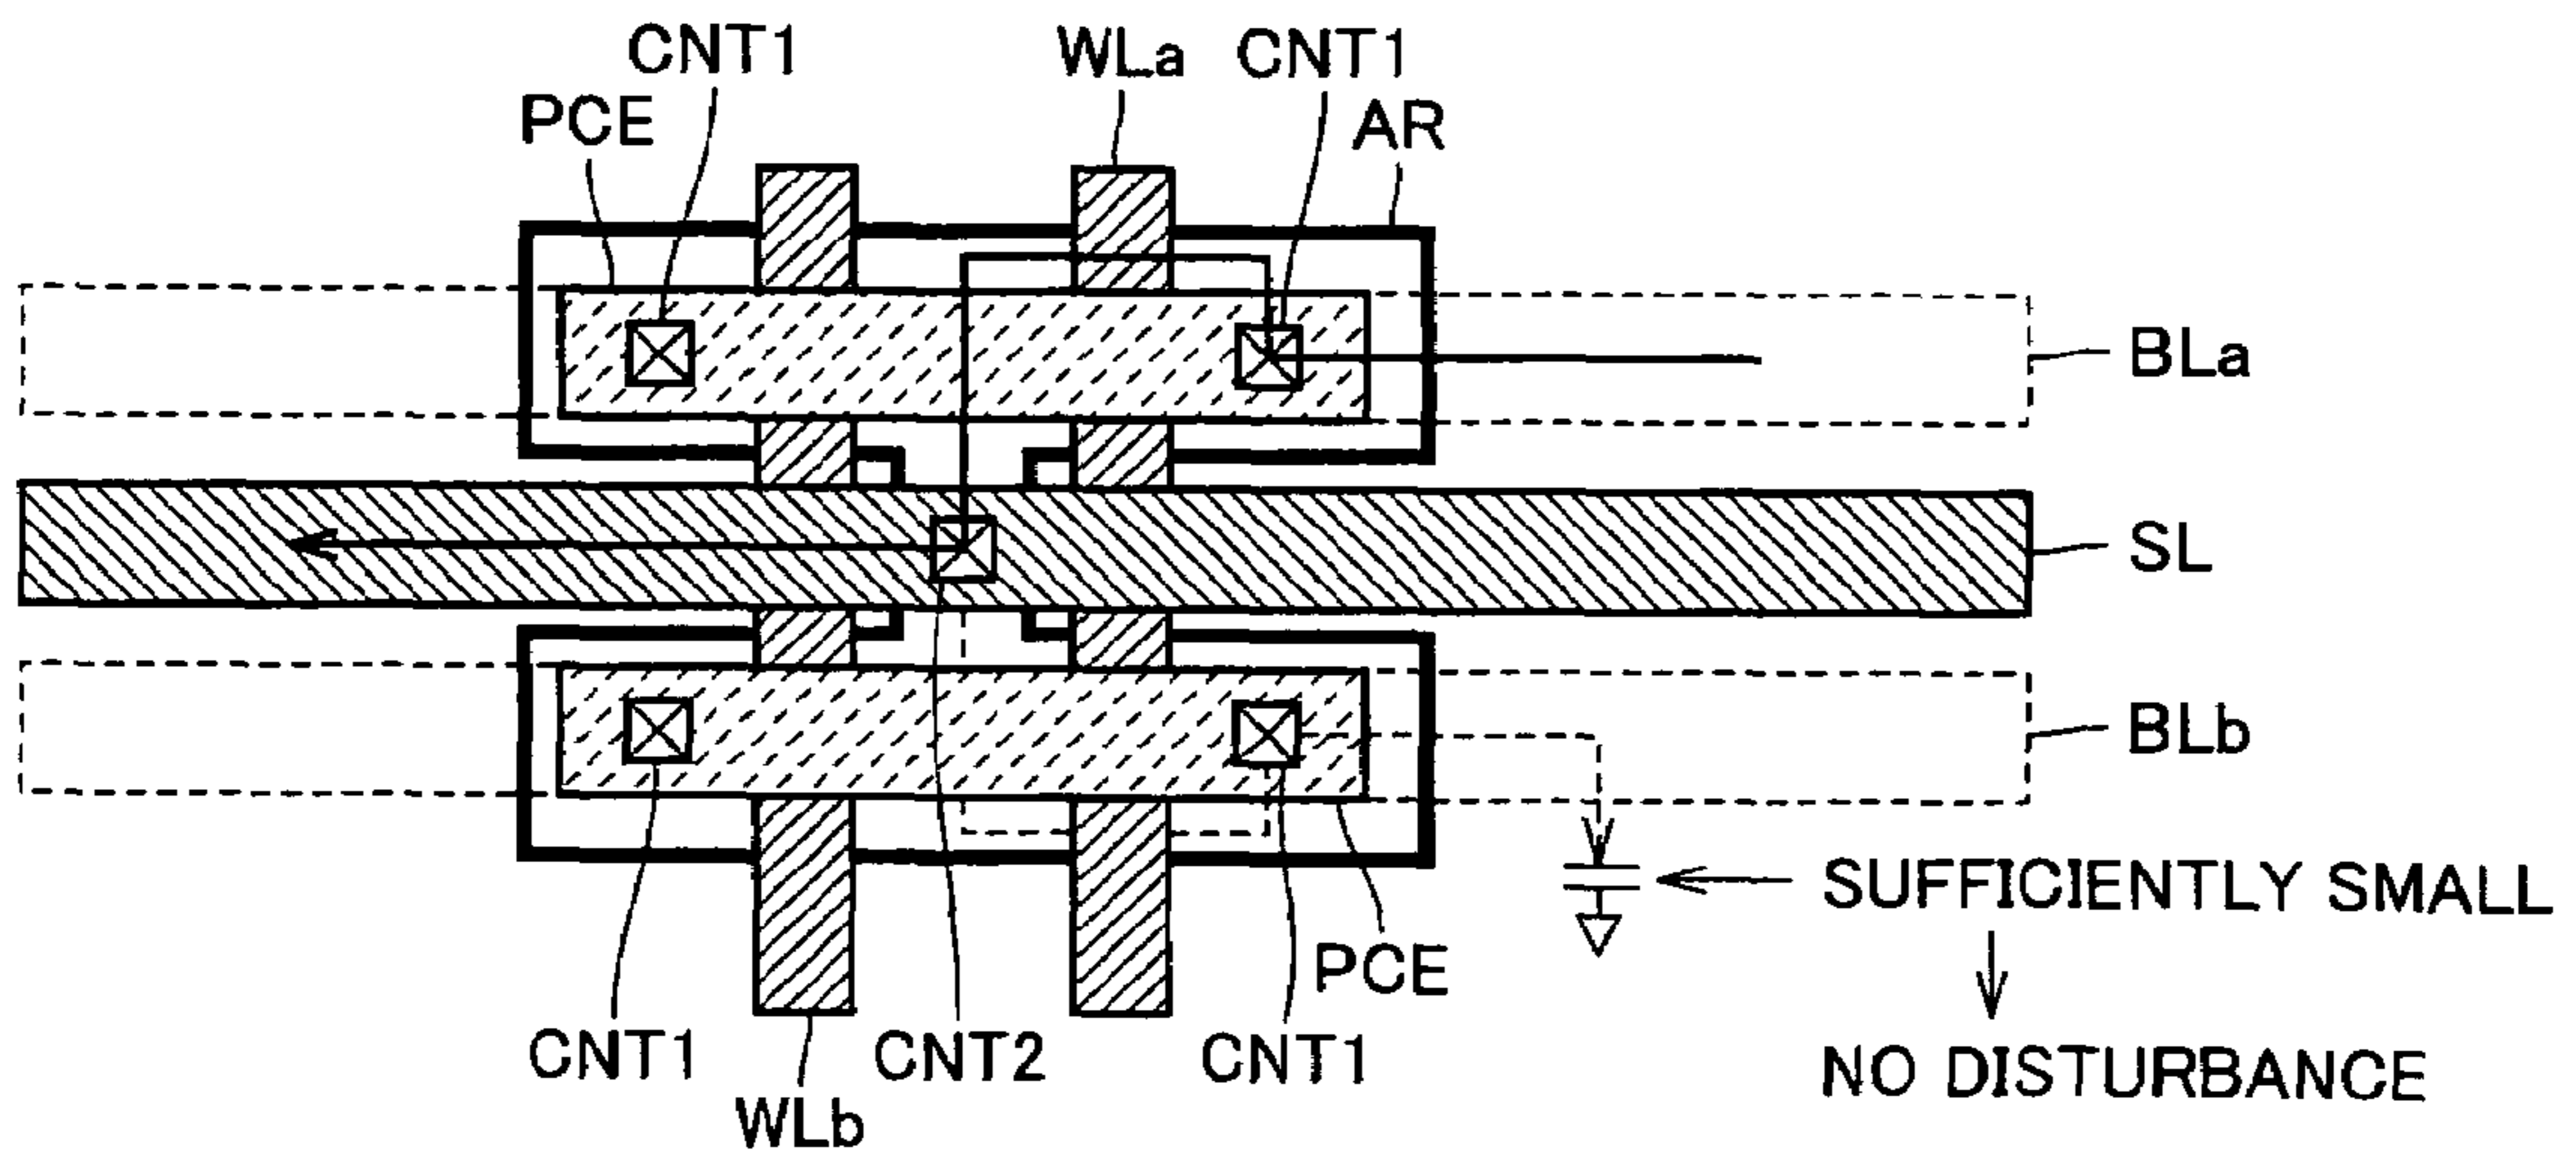 CNT1
WLa
CNT1
PCE
AR
BLa
SL
BLb
SUFFICIENTLY SMALL
PCE
CNT1
CNT2
CNT1
NO DISTURBANCE
WLb